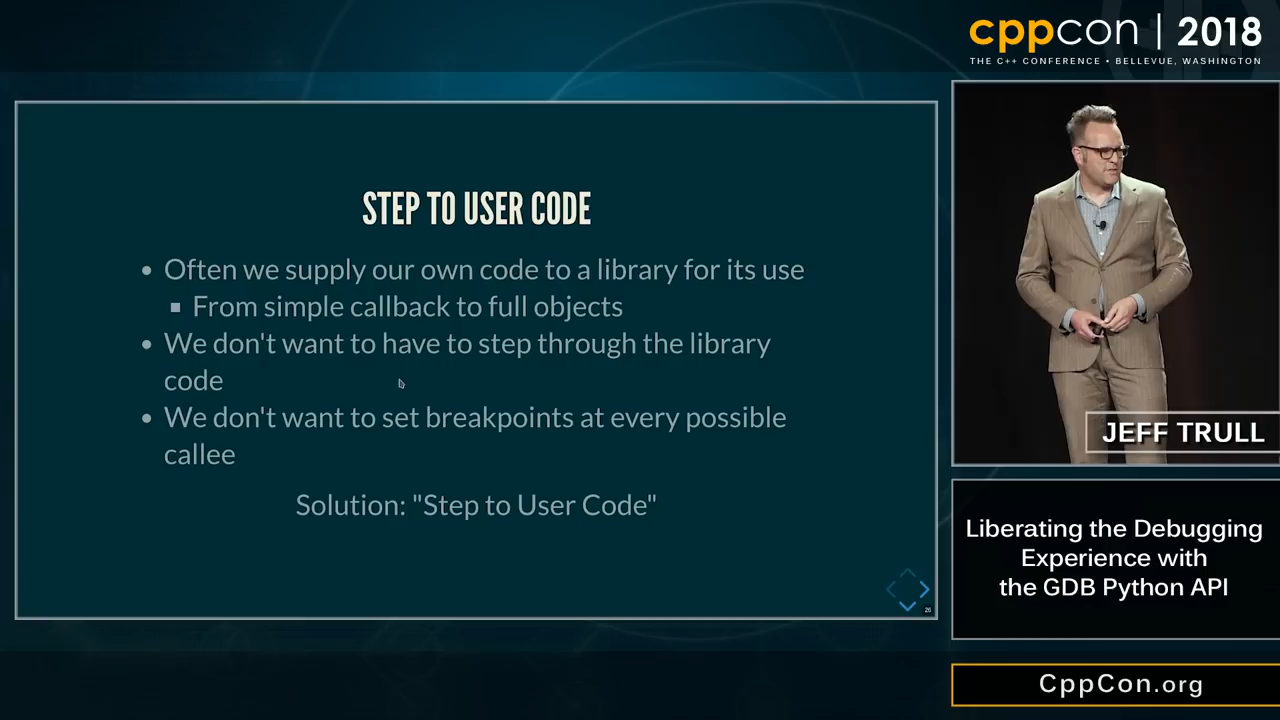 cppcon | 2018
THE C++ CONFERENCE • BELLEVUE, WASHINGTON
STEP TO USER CODE
• Often we supply our own code to a library for its use
▪ From simple callback to full objects
• We don't want to have to step through the library
code
• We don't want to set breakpoints at every possible
callee
Solution: "Step to User Code"
26
JEFF TRULL
Liberating the Debugging
Experience with
the GDB Python API
CppCon.org